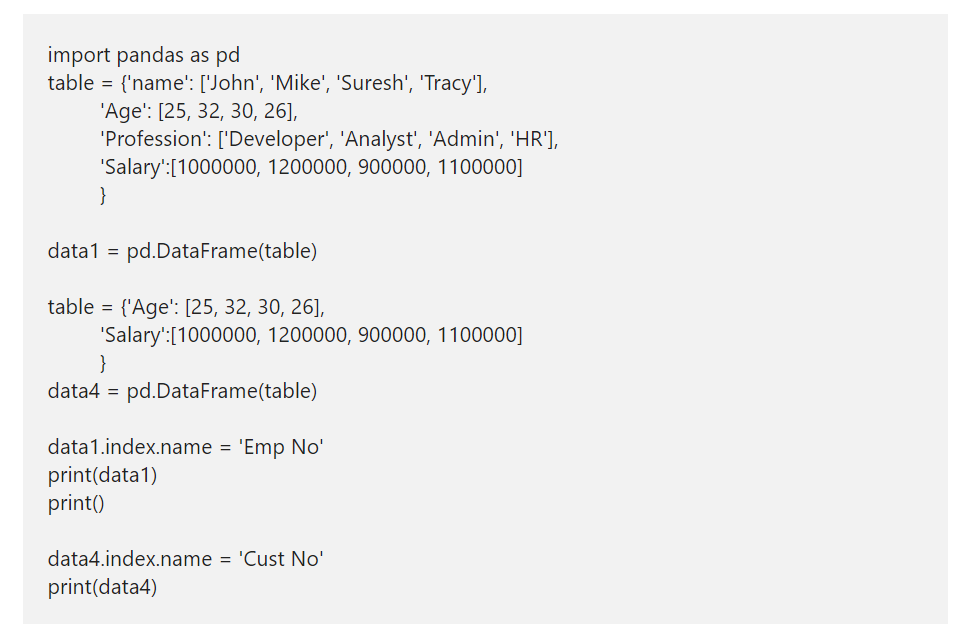 import pandas as pd
table = {'name': ['John', 'Mike', 'Suresh', 'Tracy'],
'Age': [25, 32, 30, 26],
'Profession': ['Developer', 'Analyst', 'Admin', 'HR'],
'Salary':[1000000, 1200000, 900000, 1100000]
}
data1 = pd.DataFrame(table)
table = {'Age': [25, 32, 30, 26],
'Salary':[1000000, 1200000, 900000, 1100000]
}
data4 = pd.DataFrame(table)
data1.index.name = 'Emp No'
print(data1)
print()
data4.index.name = 'Cust No'
print(data4)